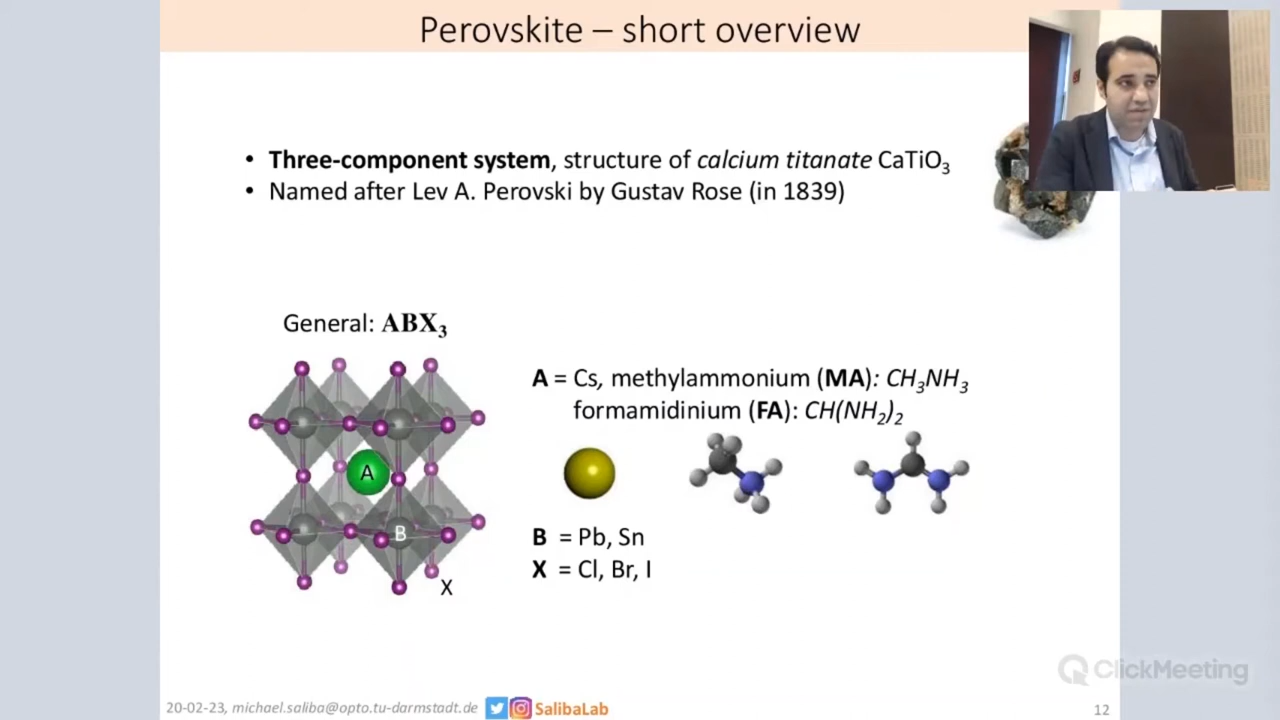 Perovskite – short overview
• Three-component system, structure of calcium titanate CaTiO₃
• Named after Lev A. Perovski by Gustav Rose (in 1839)
General: ABX₃
A = Cs, methylammonium (MA): CH₃NH₃
formamidinium (FA): CH(NH₂)₂
A
B
X
B = Pb, Sn
X = Cl, Br, I
ClickMeeting
20-02-23, michael.saliba@opto.tu-darmstadt.de SalibaLab
12